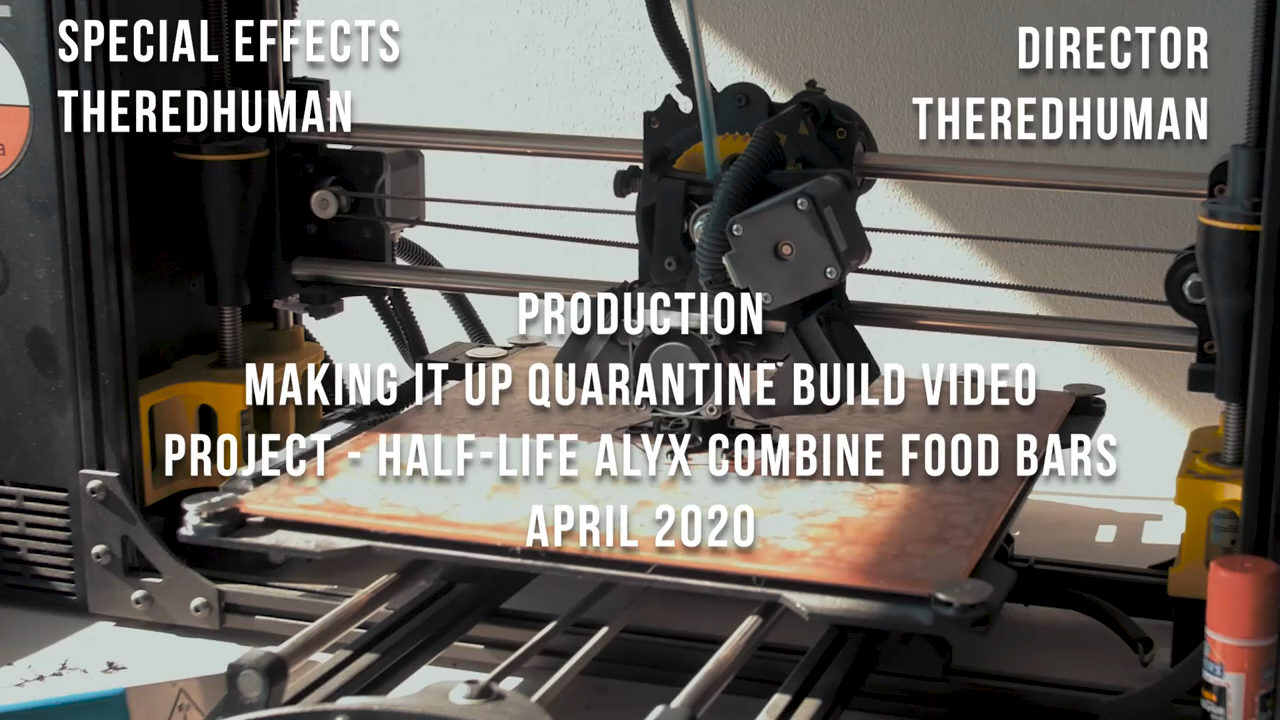 SPECIAL EFFECTS
THEREDHUMAN
DIRECTOR
THEREDHUMAN
PRODUCTION
MAKING IT UP QUARANTINE BUILD VIDEO
PROJECT - HALF-LIFE ALYX COMBINE FOOD BARS
APRIL 2020